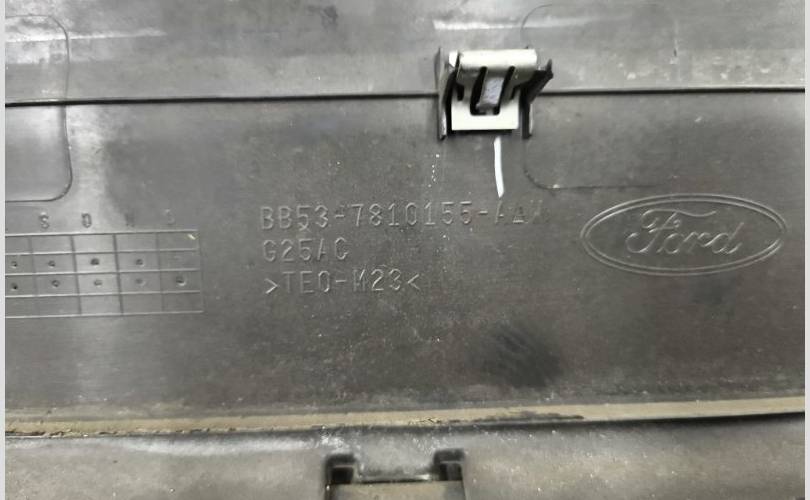 S O N D
BB53-7810155-AAW
G25AC
>TEO-M23<
Ford